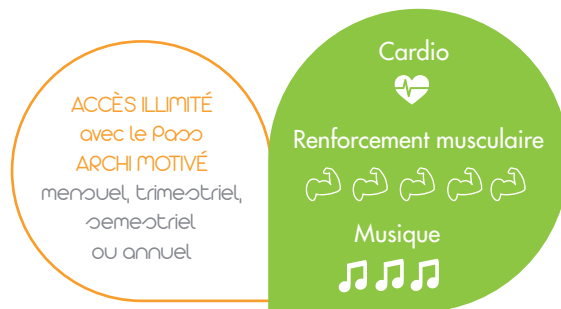 ACCÈS ILLIMITÉ
avec le Pass
ARCHI MOTIVÉ
mensuel, trimestriel,
semestriel
ou annuel
Cardio
Renforcement musculaire
Musique